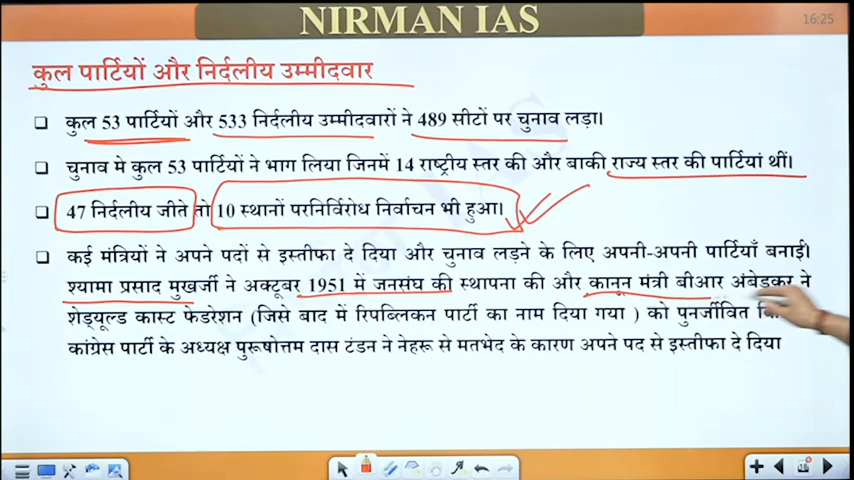 NIRMAN IAS
16:25
कुल पार्टियों और निर्दलीय उम्मीदवार
कुल 53 पार्टियों और 533 निर्दलीय उम्मीदवारों ने 489 सीटों पर चुनाव लड़ा।
चुनाव मे कुल 53 पार्टियों ने भाग लिया जिनमें 14 राष्ट्रीय स्तर की और बाकी राज्य स्तर की पार्टियां थीं।
47 निर्दलीय जीते तो 10 स्थानों परनिर्विरोध निर्वाचन भी हुआ।
कई मंत्रियों ने अपने पदों से इस्तीफा दे दिया और चुनाव लड़ने के लिए अपनी-अपनी पार्टियाँ बनाई।
श्यामा प्रसाद मुखर्जी ने अक्टूबर 1951 में जनसंघ की स्थापना की और कानून मंत्री बीआर अंबेडकर ने
शेड्यूल्ड कास्ट फेडरेशन (जिसे बाद में रिपब्लिकन पार्टी का नाम दिया गया ) को पुनर्जीवित
कांग्रेस पार्टी के अध्यक्ष पुरूषोत्तम दास टंडन ने नेहरू से मतभेद के कारण अपने पद से इस्तीफा दे दिया